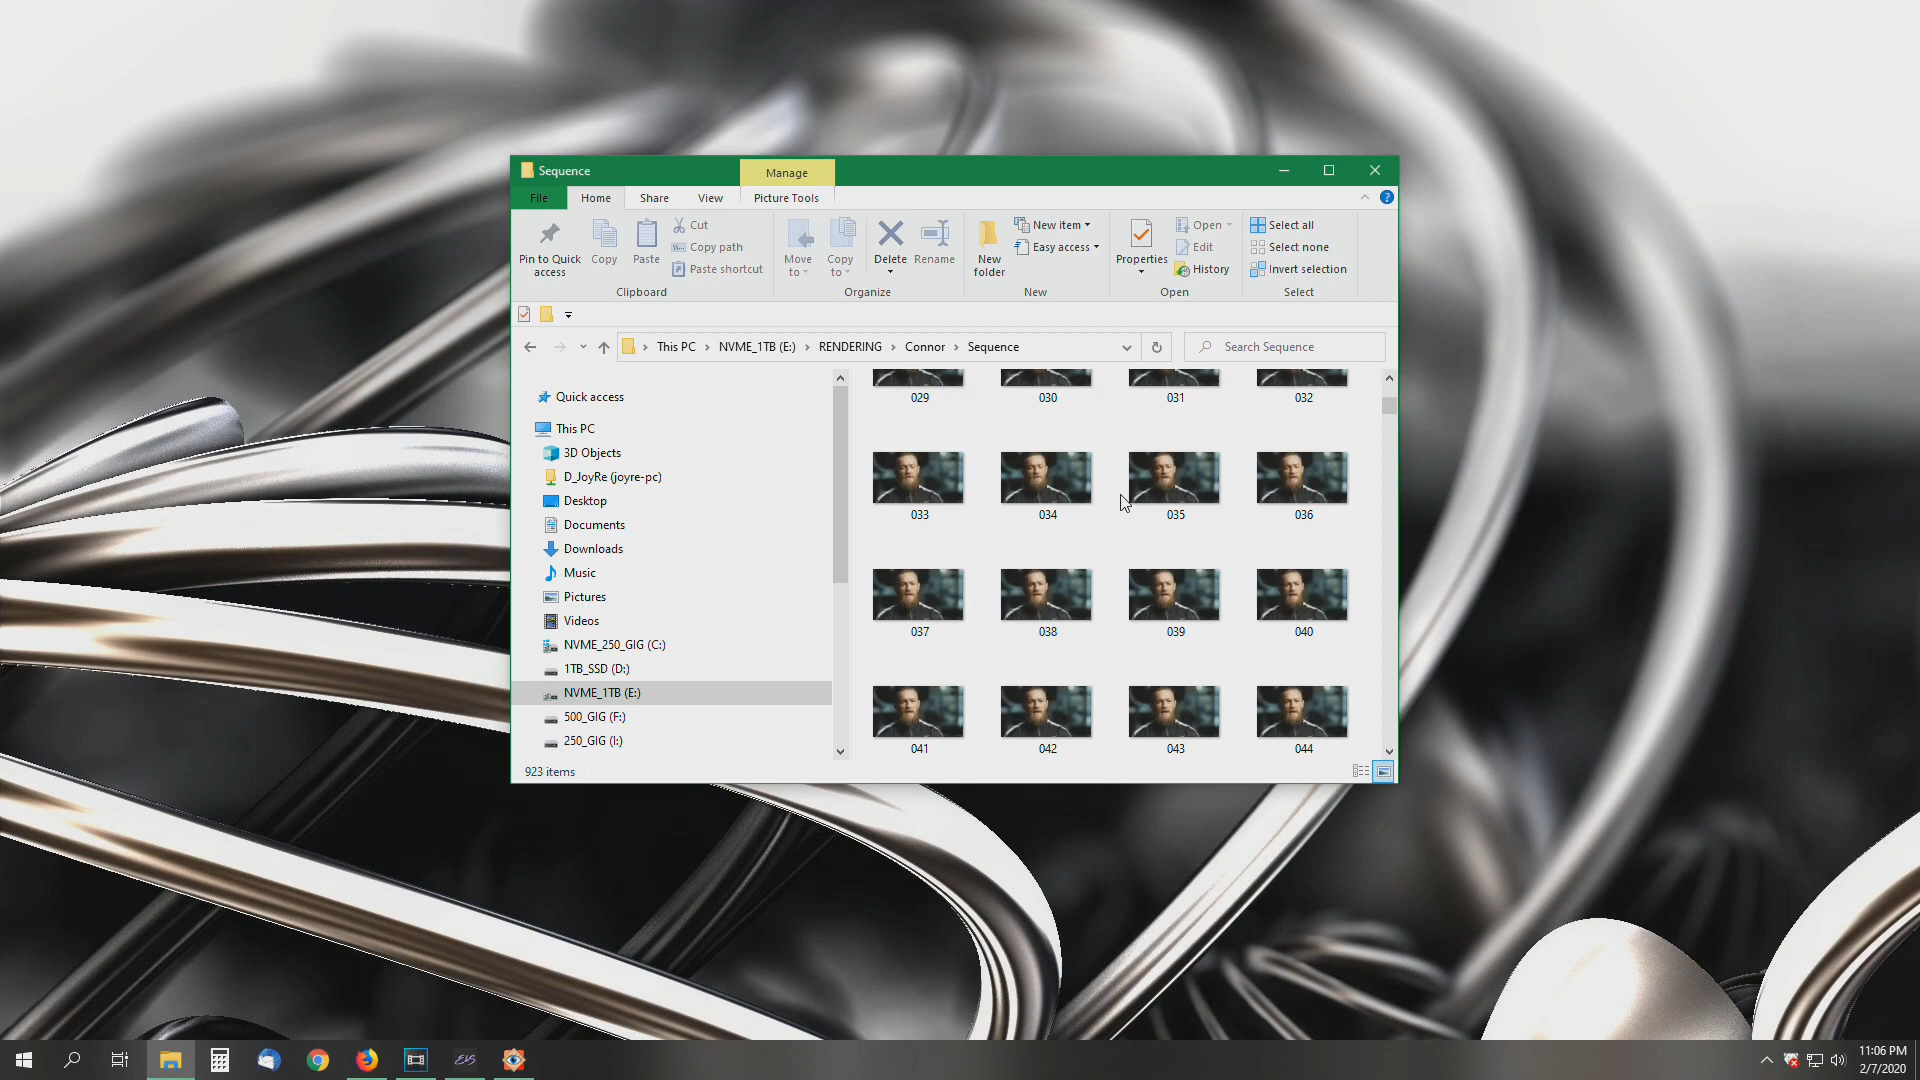 Sequence
Manage
File
Home
Share
View
Picture Tools
Pin to Quick
access
Copy
Paste
Cut
Copy path
Paste shortcut
Clipboard
Move
to
Copy
to
Delete
Rename
Organize
New
folder
New item
Easy access
New
Properties
Open
Edit
History
Open
Select all
Select none
Invert selection
Select
This PC > NVME_1TB (E:) > RENDERING > Connor > Sequence
Search Sequence
Quick access
This PC
3D Objects
D_JoyRe (joyre-pc)
Desktop
Documents
Downloads
Music
Pictures
Videos
NVME_250_GIG (C:)
1TB_SSD (D:)
NVME_1TB (E:)
500_GIG (F:)
250_GIG (I:)
029 030 031 032
033 034 035 036
037 038 039 040
041 042 043 044
923 items
11:06 PM
2/7/2020